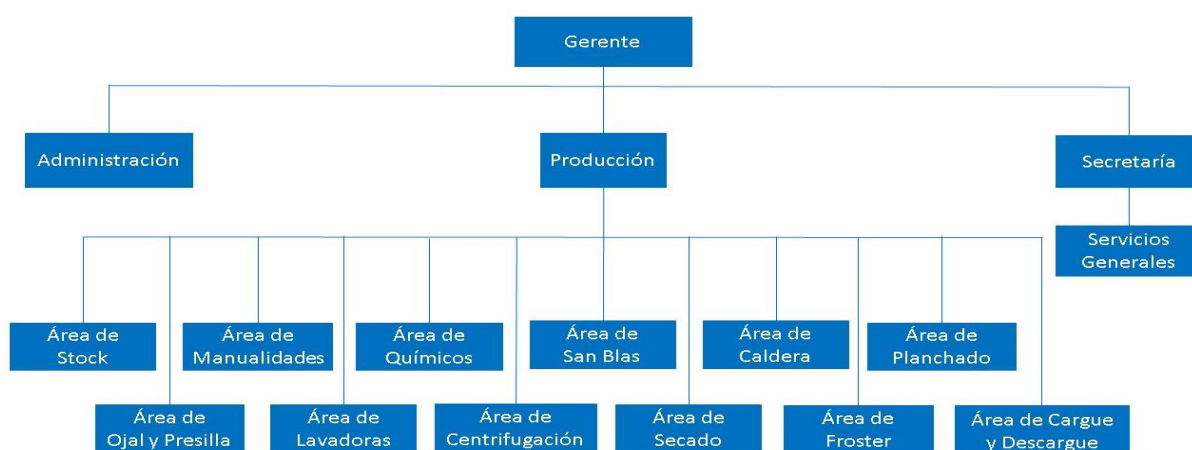 Gerente
Administración
Producción
Secretaría
Servicios
Generales
Área de
Stock
Área de
Manualidades
Área de
Químicos
Área de
San Blas
Área de
Caldera
Área de
Planchado
Área de
Ojal y Presilla
Área de
Lavadoras
Área de
Centrifugación
Área de
Secado
Área de
Froster
Área de Cargue
y Descargue